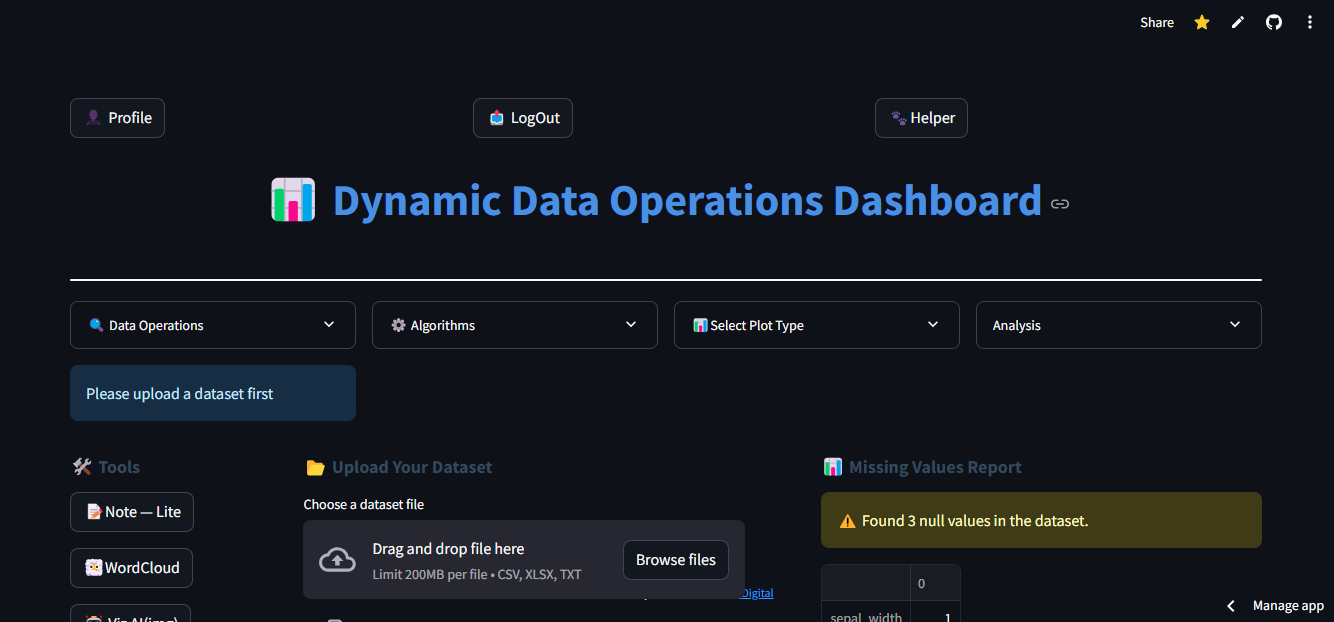 Share
Profile
LogOut
Helper
Dynamic Data Operations Dashboard
Data Operations
Algorithms
Select Plot Type
Analysis
Please upload a dataset first
Tools
Upload Your Dataset
Missing Values Report
Note — Lite
Choose a dataset file
Found 3 null values in the dataset.
Drag and drop file here
Limit 200MB per file • CSV, XLSX, TXT
Browse files
WordCloud
0
Digital
Manage app
Viz AI(img)
sepal_width 1